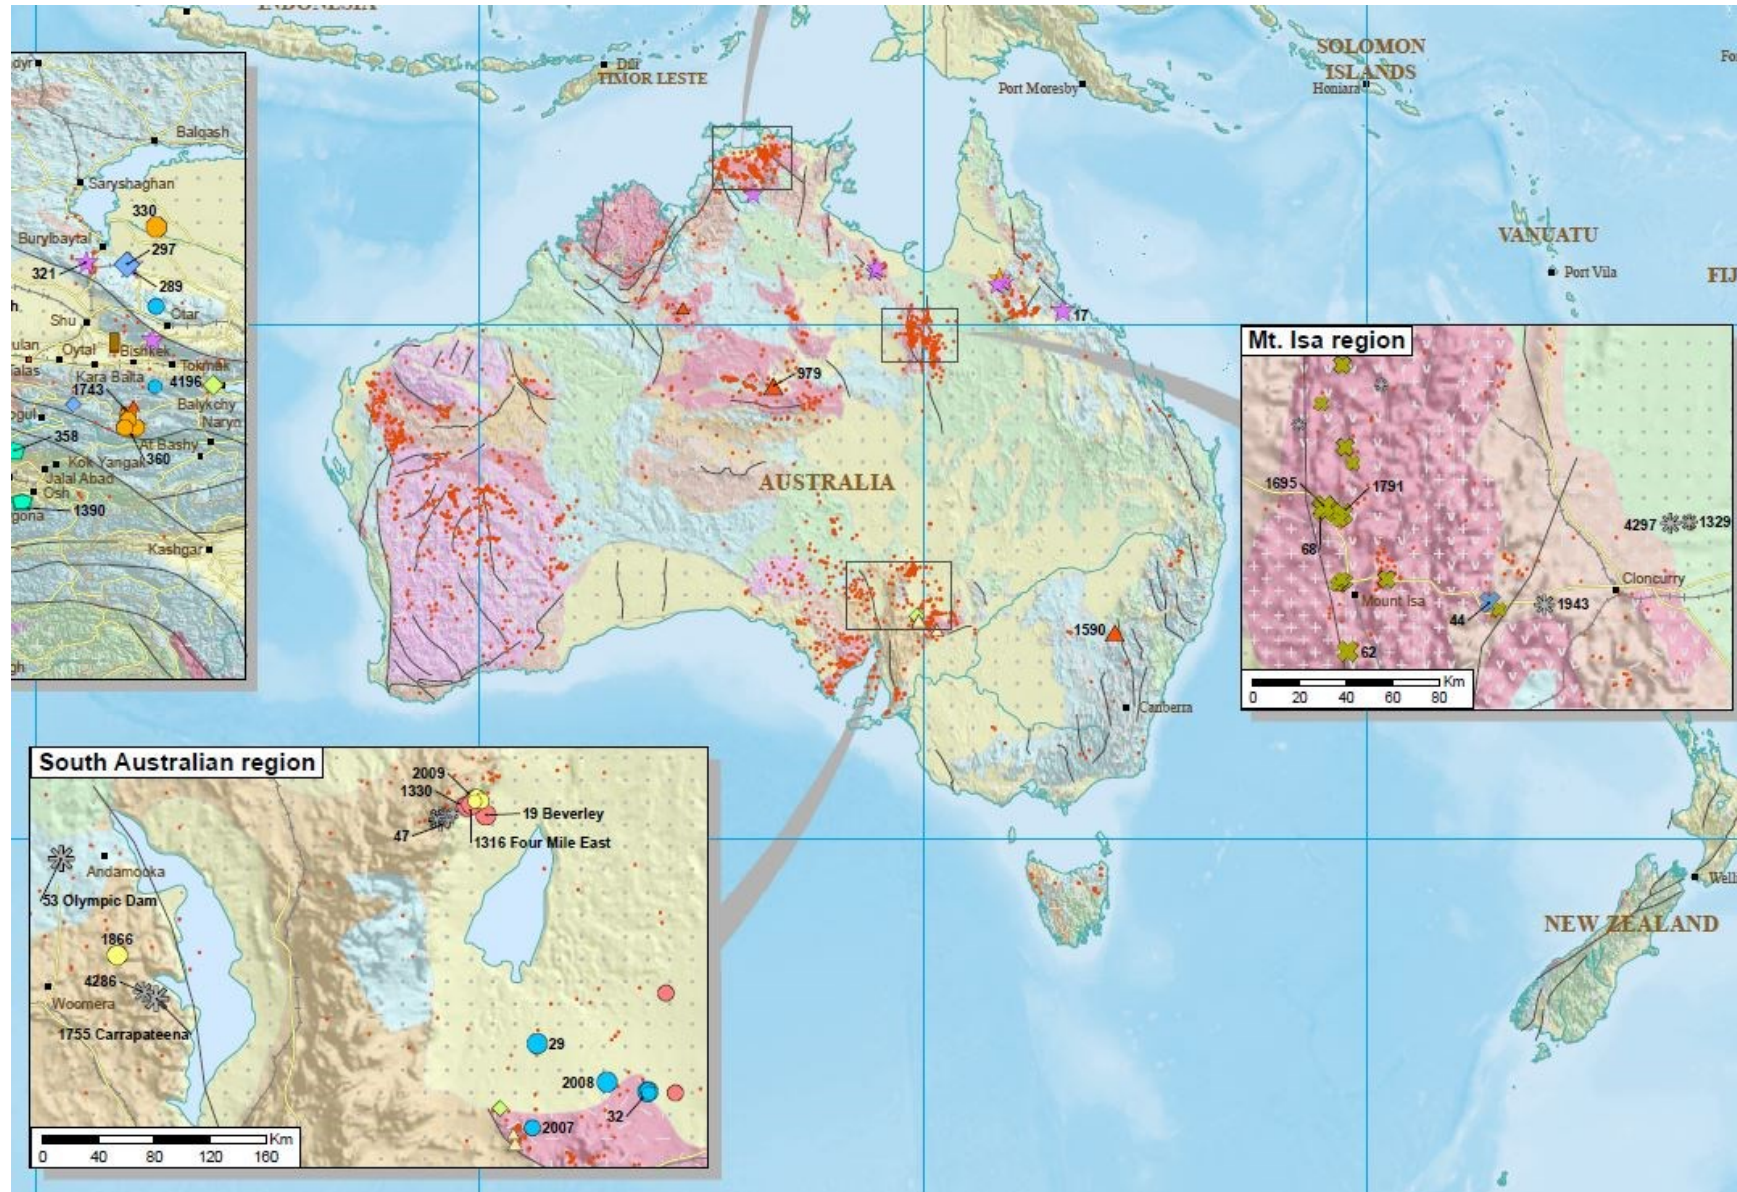 INDONESIA
Dili
TIMOR LESTE
Port Moresby
SOLOMON
ISLANDS
Honiara
VANUATU
Port Vila
FIJ
AUSTRALIA
979
17
1590
Canberra
NEW ZEALAND
Balqash
Saryshaghan
330
Burylbaytal
297
321
289
Otar
Shu
Oytal
Bishkek
Tokmak
Kara Balta
4196
1743
Balykchy
Naryn
358
At Bashy
360
Kok Yangak
Jalal Abad
Osh
1390
Kashgar
Mt. Isa region
1695
1791
68
4297
1329
Cloncurry
Mount Isa
1943
44
62
Km
0 20 40 60 80
South Australian region
2009
1330
19 Beverley
47
1316 Four Mile East
Andamooka
53 Olympic Dam
1866
4286
Woomera
1755 Carrapateena
29
2008
32
2007
Km
0 40 80 120 160